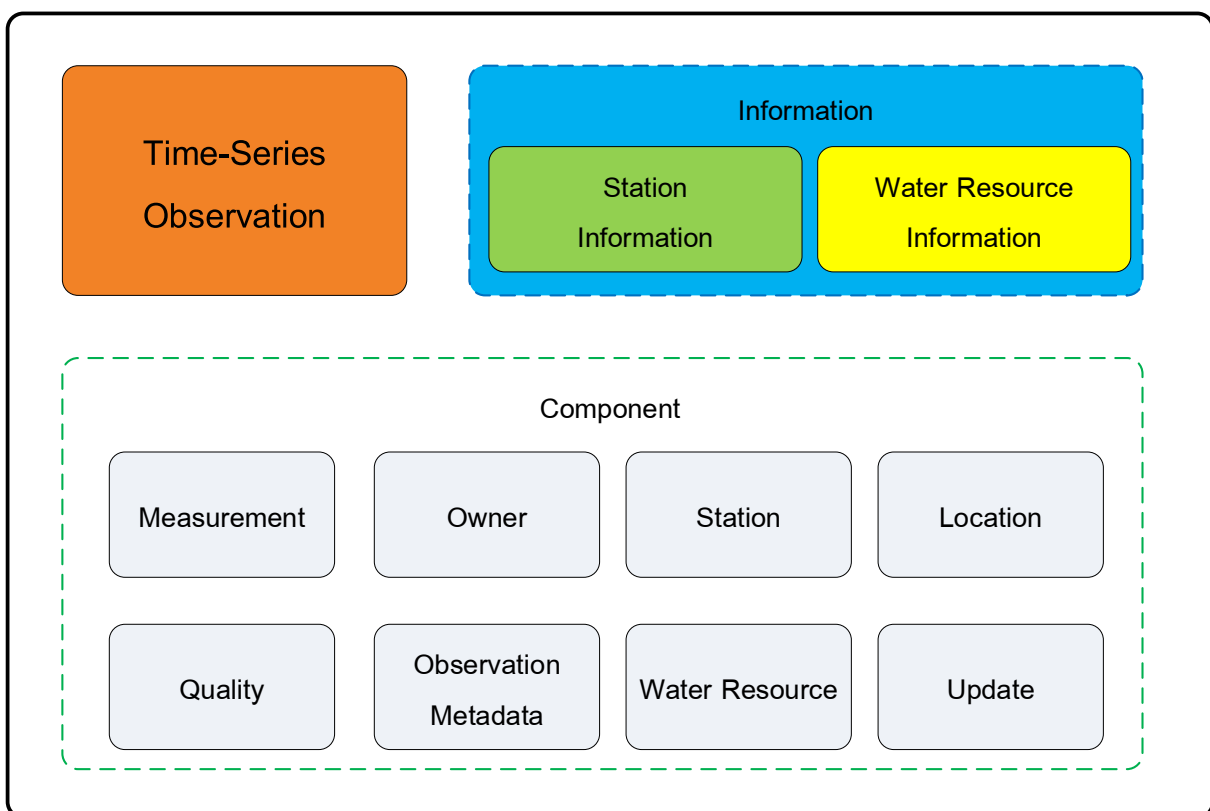 Time-Series
Observation
Information
Station
Information
Water Resource
Information
Component
Measurement
Owner
Station
Location
Quality
Observation
Metadata
Water Resource
Update